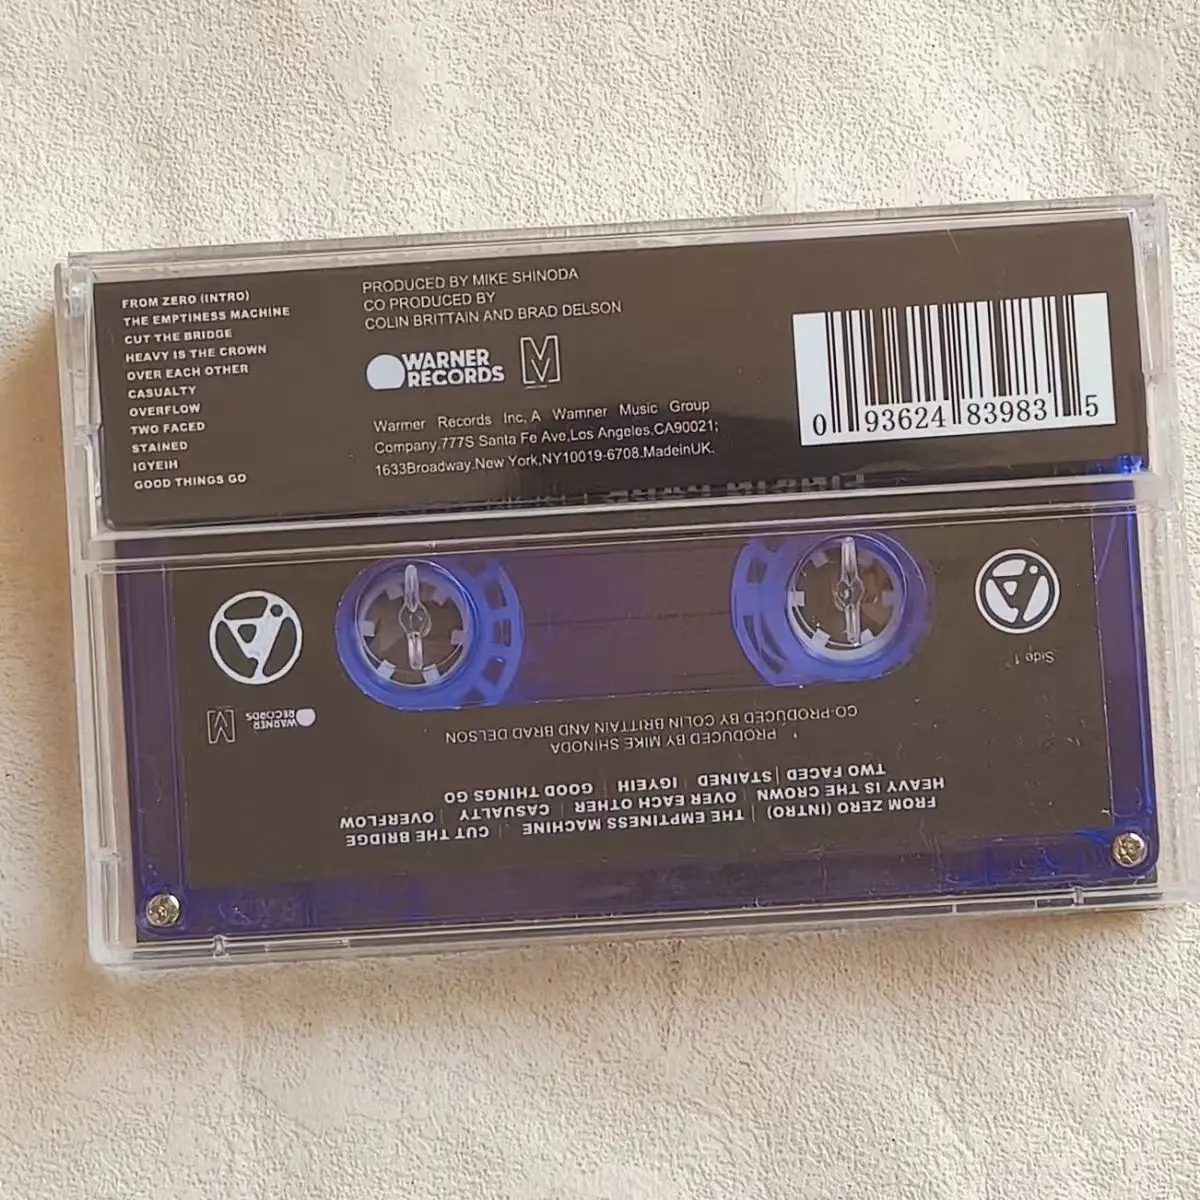 FROM ZERO (INTRO)
THE EMPTINESS MACHINE
CUT THE BRIDGE
HEAVY IS THE CROWN
OVER EACH OTHER
CASUALTY
OVERFLOW
TWO FACED
STAINED
IGYEIH
GOOD THINGS GO
PRODUCED BY MIKE SHINODA
CO PRODUCED BY
COLIN BRITTAIN AND BRAD DELSON
WARNER
RECORDS
Warmer Records Inc, A Wamner Music Group
Company,777S Santa Fe Ave,Los Angeles,CA90021;
1633Broadway.New York,NY10019-6708.MadeinUK.
0 93624 83983 5
FROM ZERO (INTRO) | THE EMPTINESS MACHINE | CUT THE BRIDGE
HEAVY IS THE CROWN | OVER EACH OTHER | CASUALTY | OVERFLOW
TWO FACED | STAINED | IGYEIH | GOOD THINGS GO
PRODUCED BY MIKE SHINODA
CO-PRODUCED BY COLIN BRITTAIN AND BRAD DELSON
Side 1
WARNER
RECORDS